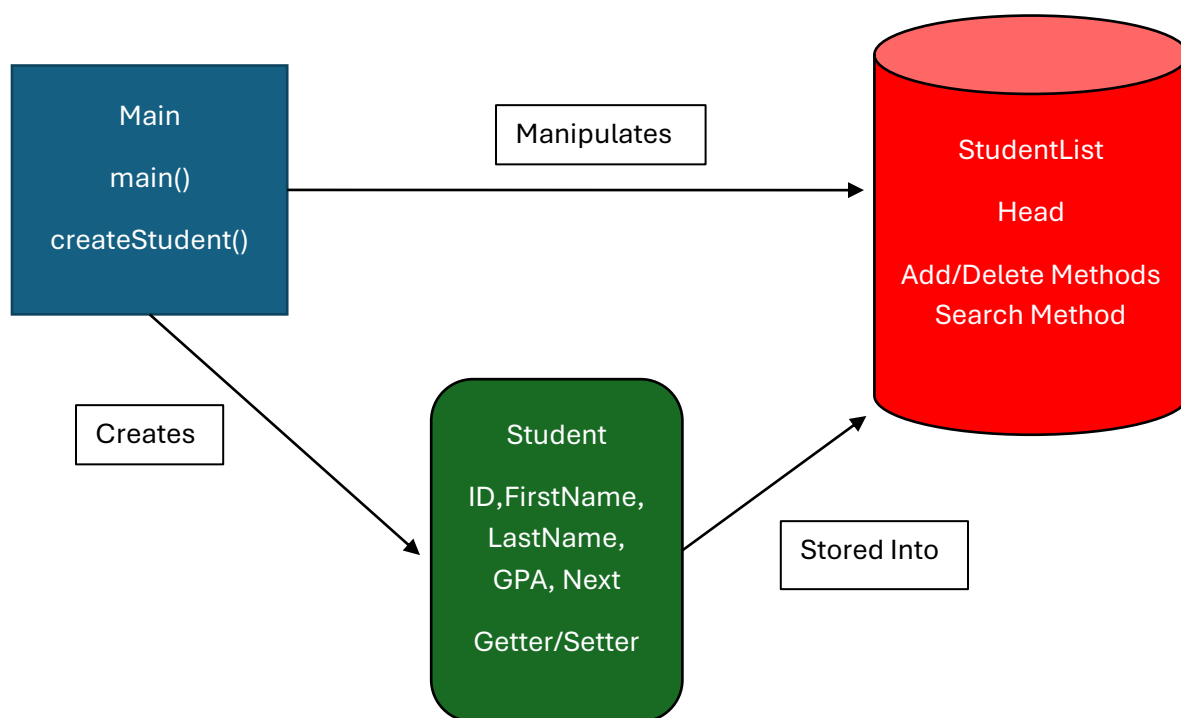 Main
main()
createStudent()
Manipulates
StudentList
Head
Add/Delete Methods
Search Method
Creates
Student
ID,FirstName,
LastName,
GPA, Next
Getter/Setter
Stored Into